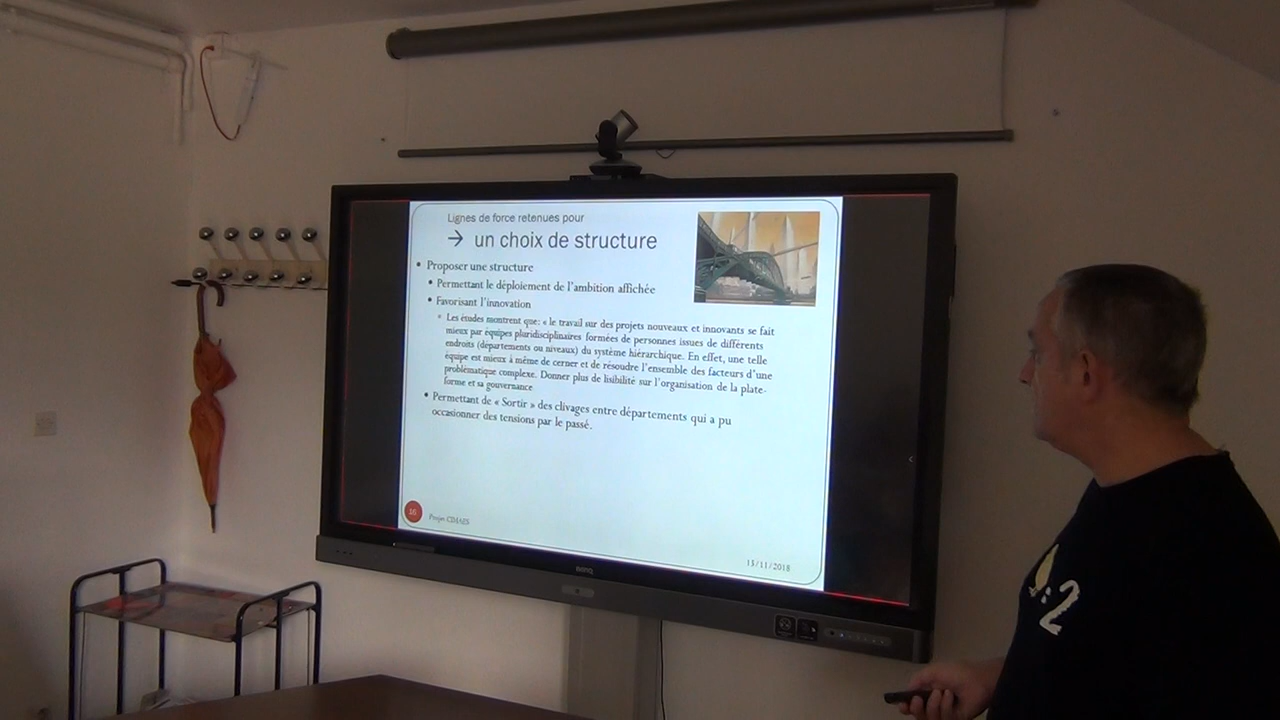 Lignes de force retenues pour
→ un choix de structure
• Proposer une structure
• Permettant le déploiement de l'ambition affichée
• Favorisant l'innovation
• Les études montrent que: « le travail sur des projets nouveaux et innovants se fait
mieux par équipes pluridisciplinaires formées de personnes issues de différents
endroits (départements ou niveaux) du système hiérarchique. En effet, une telle
équipe est mieux à même de cerner et de résoudre l'ensemble des facteurs d'une
problématique complexe. Donner plus de lisibilité sur l'organisation de la plate-
forme et sa gouvernance
• Permettant de « Sortir » des clivages entre départements qui a pu
occasionner des tensions par le passé.
16
Projet CIMAES
15/11/2018
BenQ
2